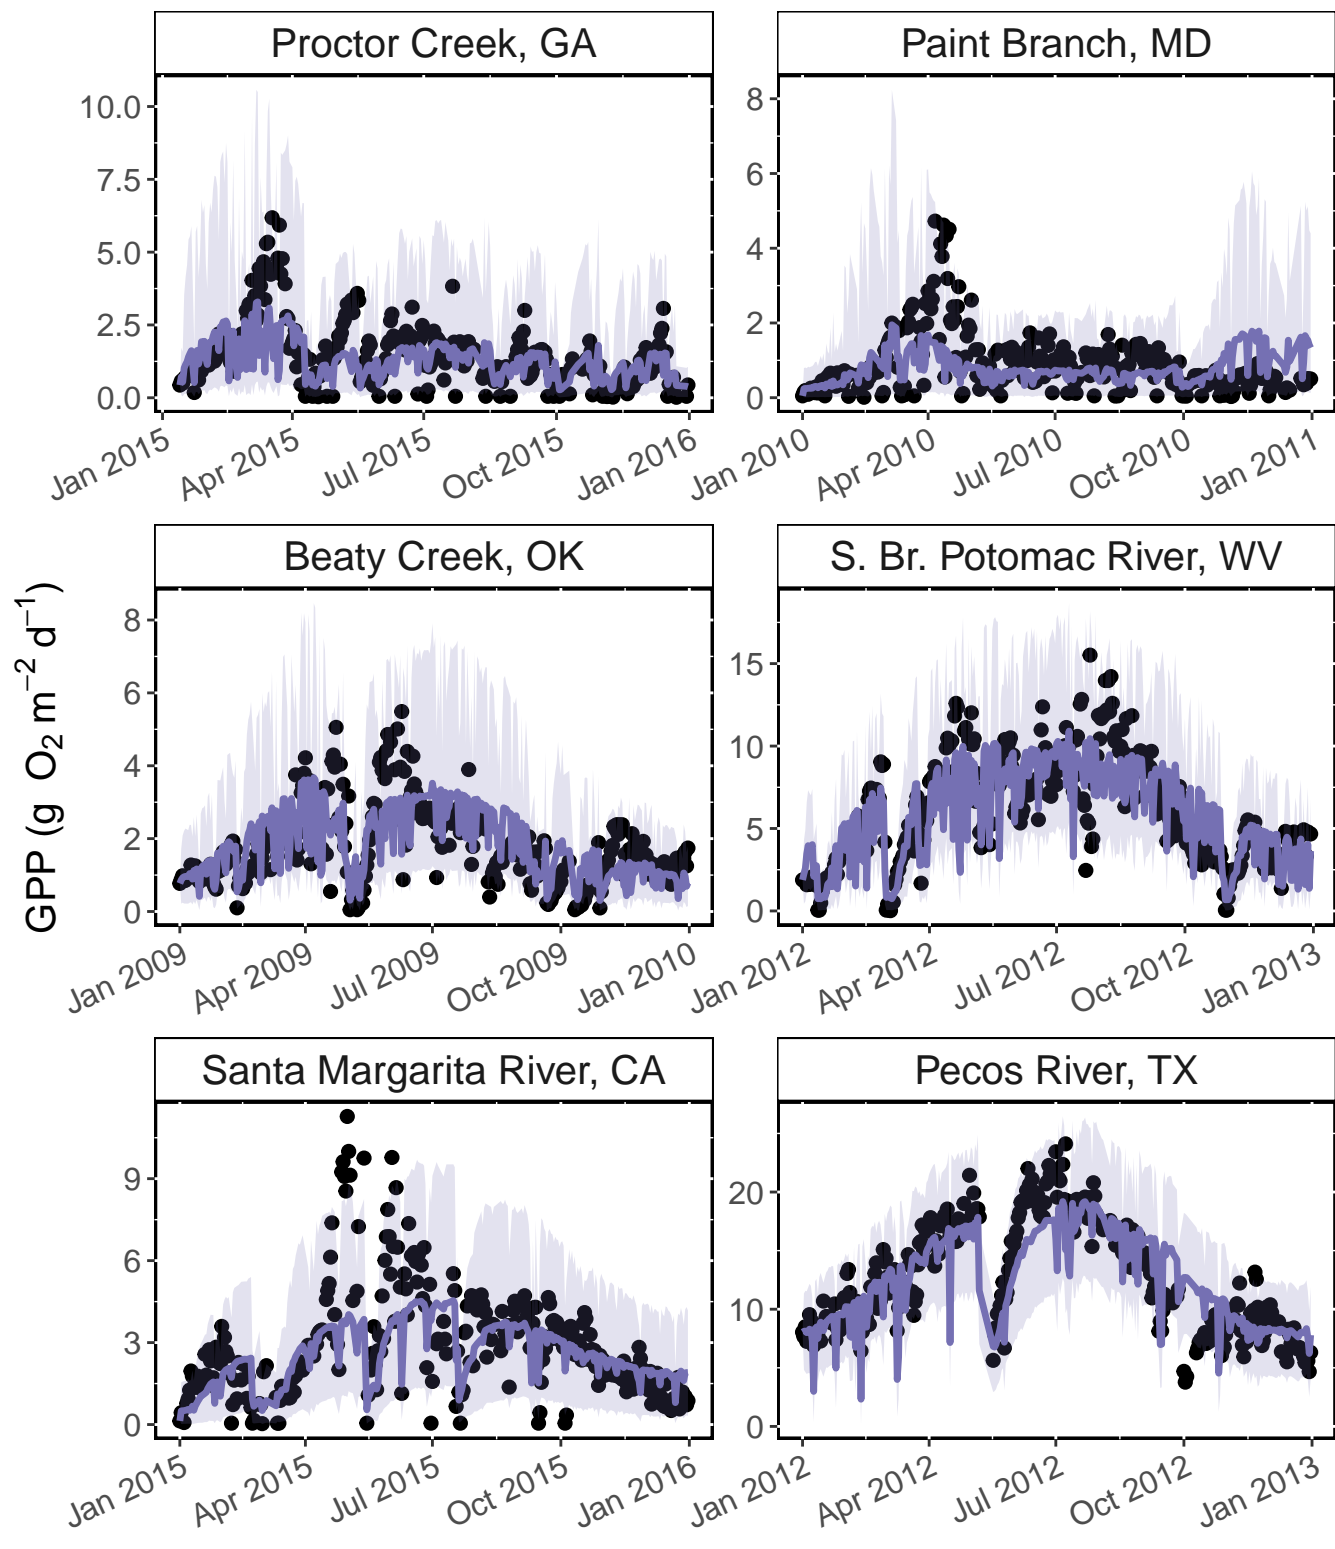 Proctor Creek, GA
Paint Branch, MD
10.0
7.5
5.0
2.5
0.0
8
6
4
2
0
Jan 2015
Apr 2015
Jul 2015
Oct 2015
Jan 2016
Jan 2010
Apr 2010
Jul 2010
Oct 2010
Jan 2011
Beaty Creek, OK
S. Br. Potomac River, WV
GPP (g O₂ m⁻² d⁻¹)
8
6
4
2
0
15
10
5
0
Jan 2009
Apr 2009
Jul 2009
Oct 2009
Jan 2010
Jan 2012
Apr 2012
Jul 2012
Oct 2012
Jan 2013
Santa Margarita River, CA
Pecos River, TX
9
6
3
0
20
10
0
Jan 2015
Apr 2015
Jul 2015
Oct 2015
Jan 2016
Jan 2012
Apr 2012
Jul 2012
Oct 2012
Jan 2013